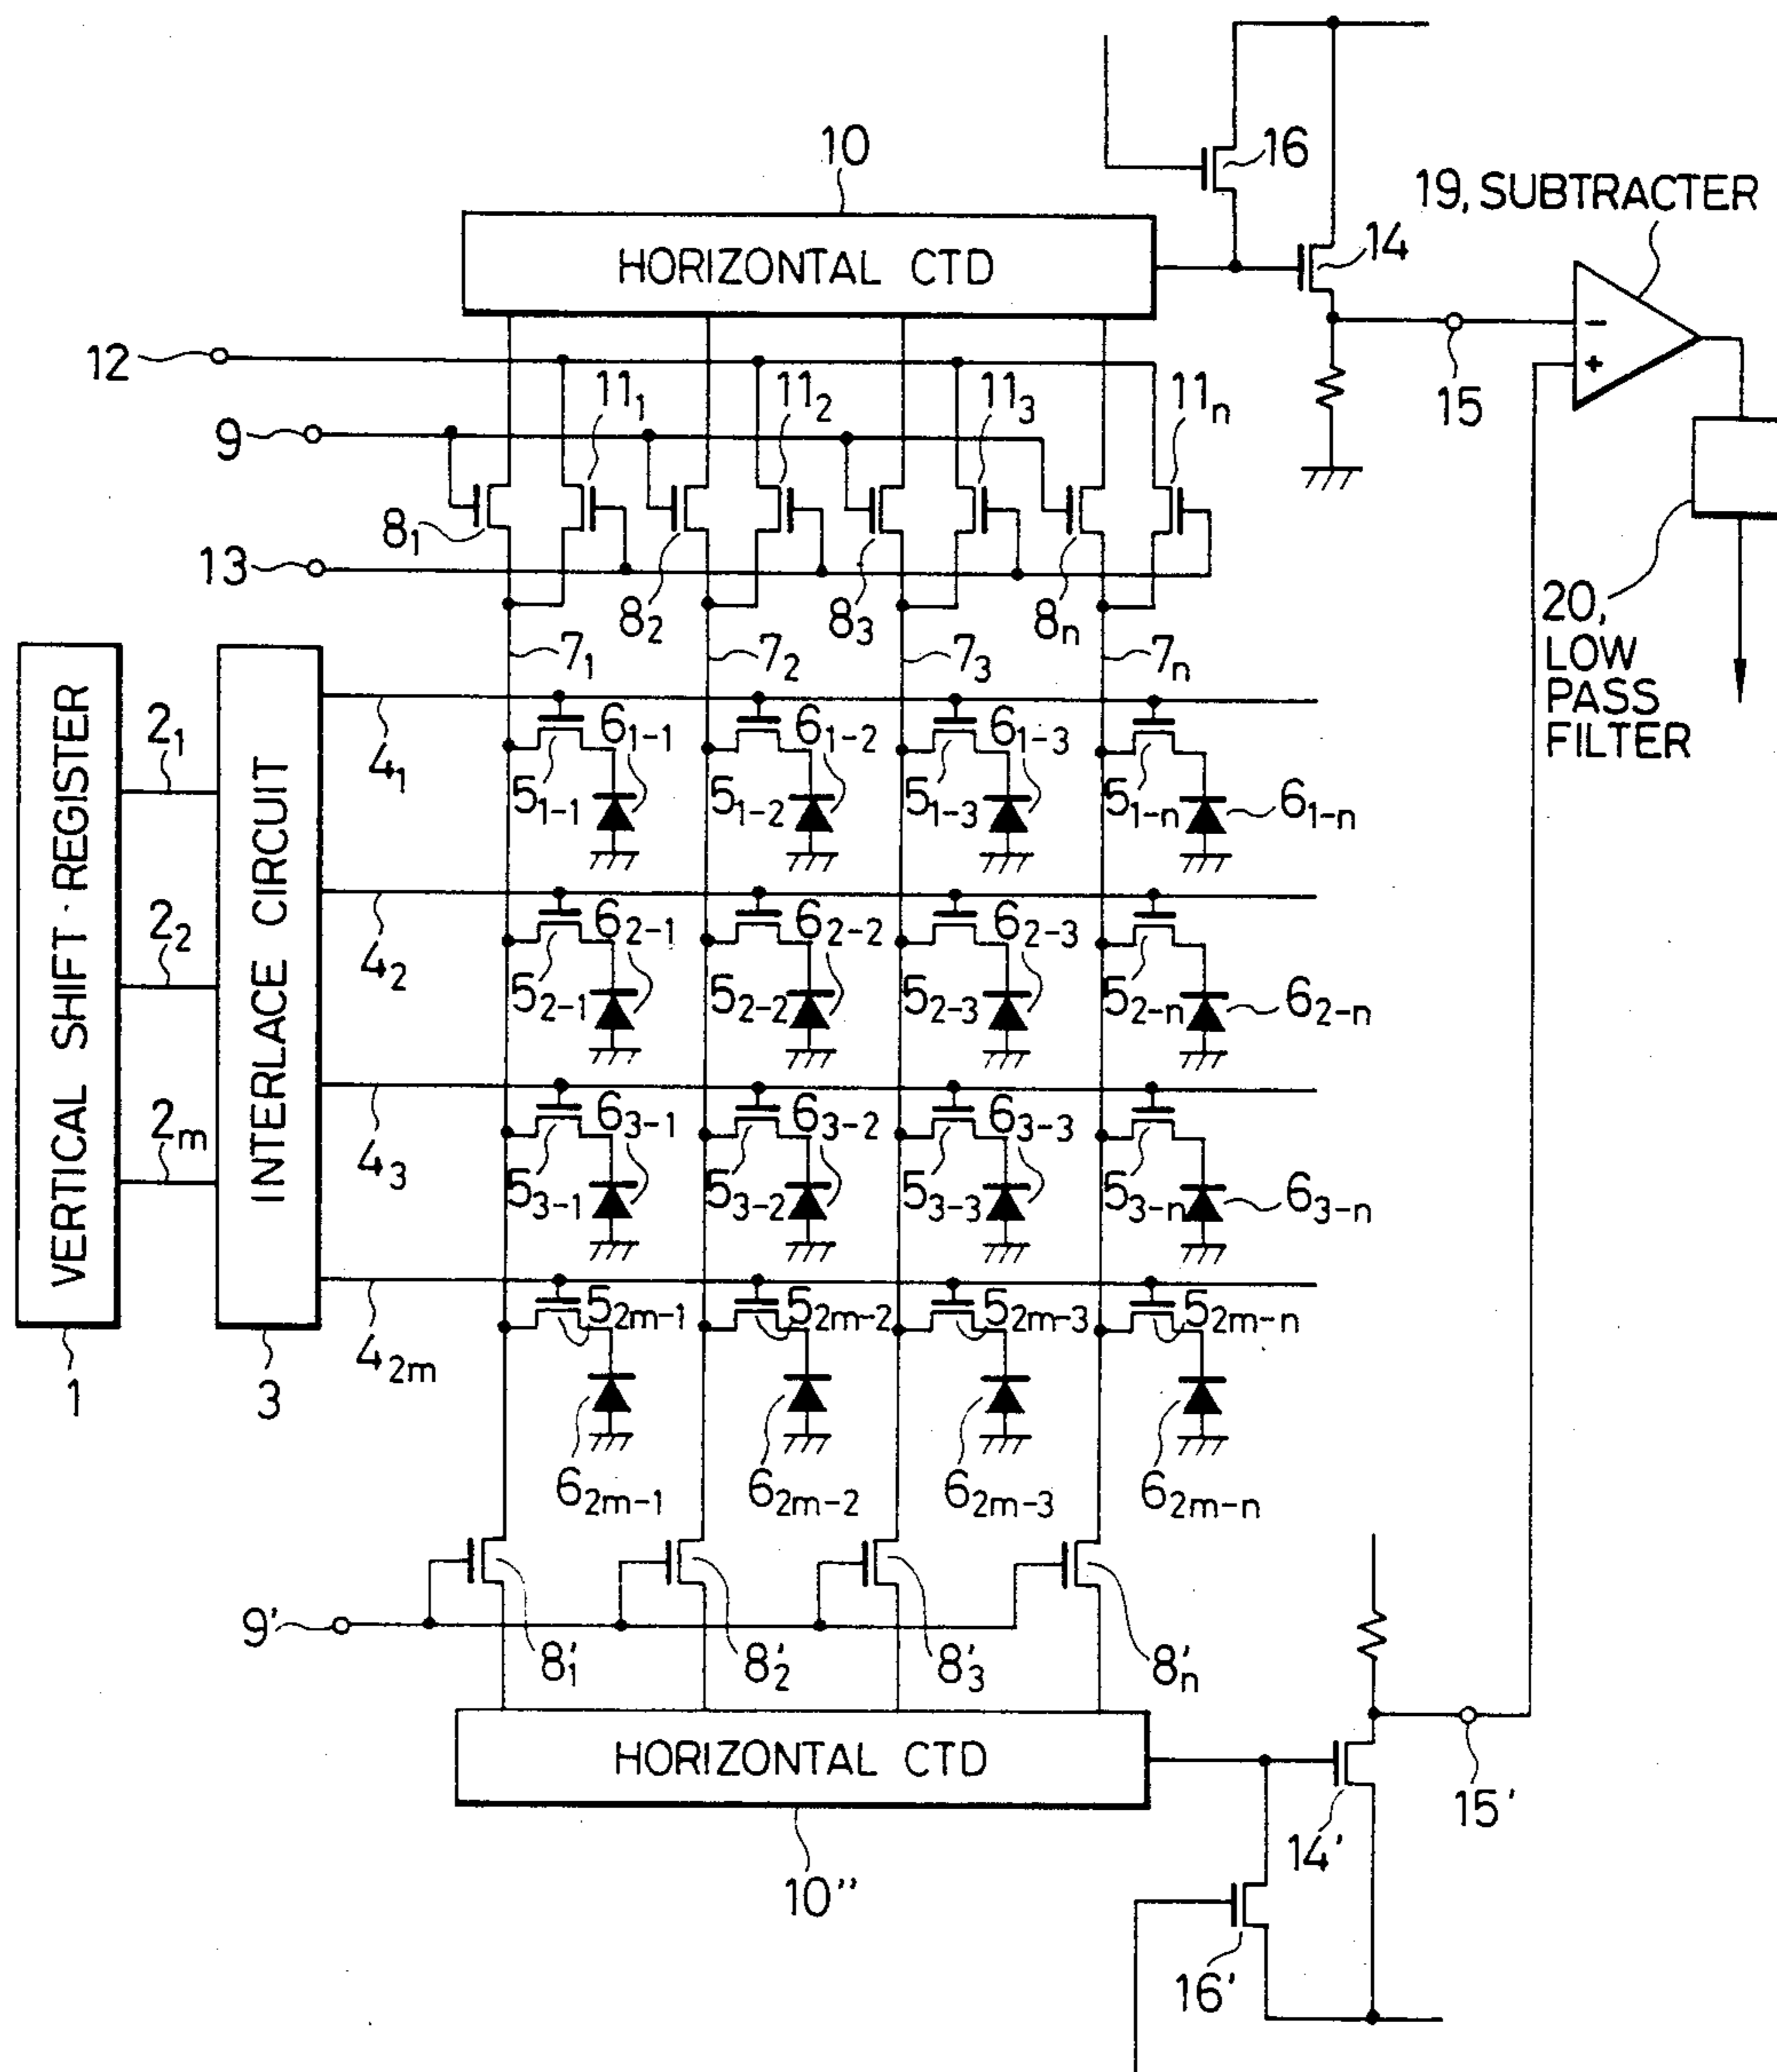 10
16
19, SUBTRACTER
HORIZONTAL CTD
14
12
11₁
11₂
11₃
11ₙ
−
+
15
9
8₁
13
8₂
8₃
8ₙ
20,
LOW
PASS
FILTER
7₁
7₂
7₃
7ₙ
VERTICAL SHIFT REGISTER
INTERLACE CIRCUIT
2₁
4₁
6₁₋₁
6₁₋₂
6₁₋₃
5₁₋₁
5₁₋₂
5₁₋₃
5₁₋ₙ
6₁₋ₙ
2₂
4₂
6₂₋₁
6₂₋₂
6₂₋₃
5₂₋₁
5₂₋₂
5₂₋₃
5₂₋ₙ
6₂₋ₙ
2ₘ
4₃
6₃₋₁
6₃₋₂
6₃₋₃
5₃₋₁
5₃₋₂
5₃₋₃
5₃₋ₙ
6₃₋ₙ
1
3
4₂ₘ
5₂ₘ₋₁
5₂ₘ₋₂
5₂ₘ₋₃
5₂ₘ₋ₙ
6₂ₘ₋₁
6₂ₘ₋₂
6₂ₘ₋₃
6₂ₘ₋ₙ
9'
8'₁
8'₂
8'₃
8'ₙ
HORIZONTAL CTD
15'
14'
10"
16'